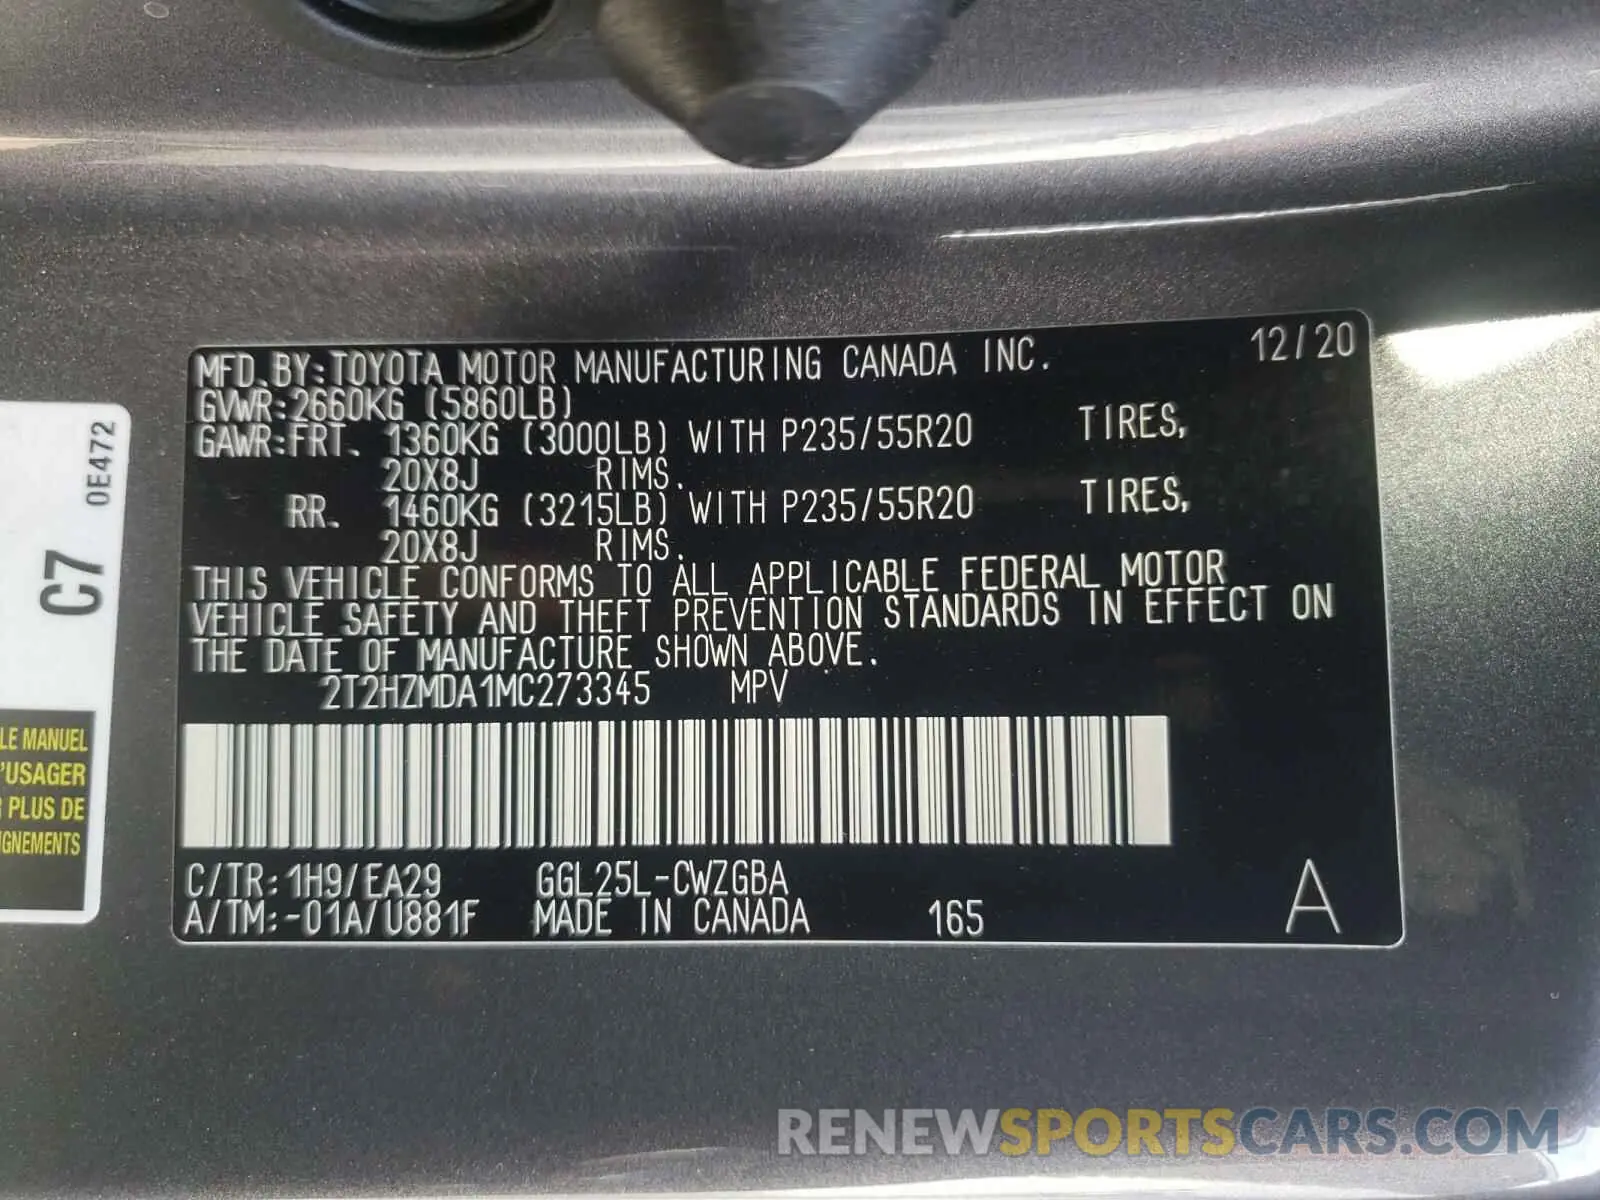 MFD.BY:TOYOTA MOTOR MANUFACTURING CANADA INC. 12/20
GVWR:2660KG (5860LB)
GAWR:FRT. 1360KG (3000LB) WITH P235/55R20 TIRES,
20X8J RIMS.
RR. 1460KG (3215LB) WITH P235/55R20 TIRES,
20X8J RIMS.
THIS VEHICLE CONFORMS TO ALL APPLICABLE FEDERAL MOTOR
VEHICLE SAFETY AND THEFT PREVENTION STANDARDS IN EFFECT ON
THE DATE OF MANUFACTURE SHOWN ABOVE.
2T2HZMDA1MC273345 MPV
C/TR:1H9/EA29 GGL25L-CWZGBA
A/TM:-01A/U881F MADE IN CANADA 165 A
0E472
C7
LE MANUEL
'USAGER
PLUS DE
IGNEMENTS
RENEWSPORTSCARS.COM